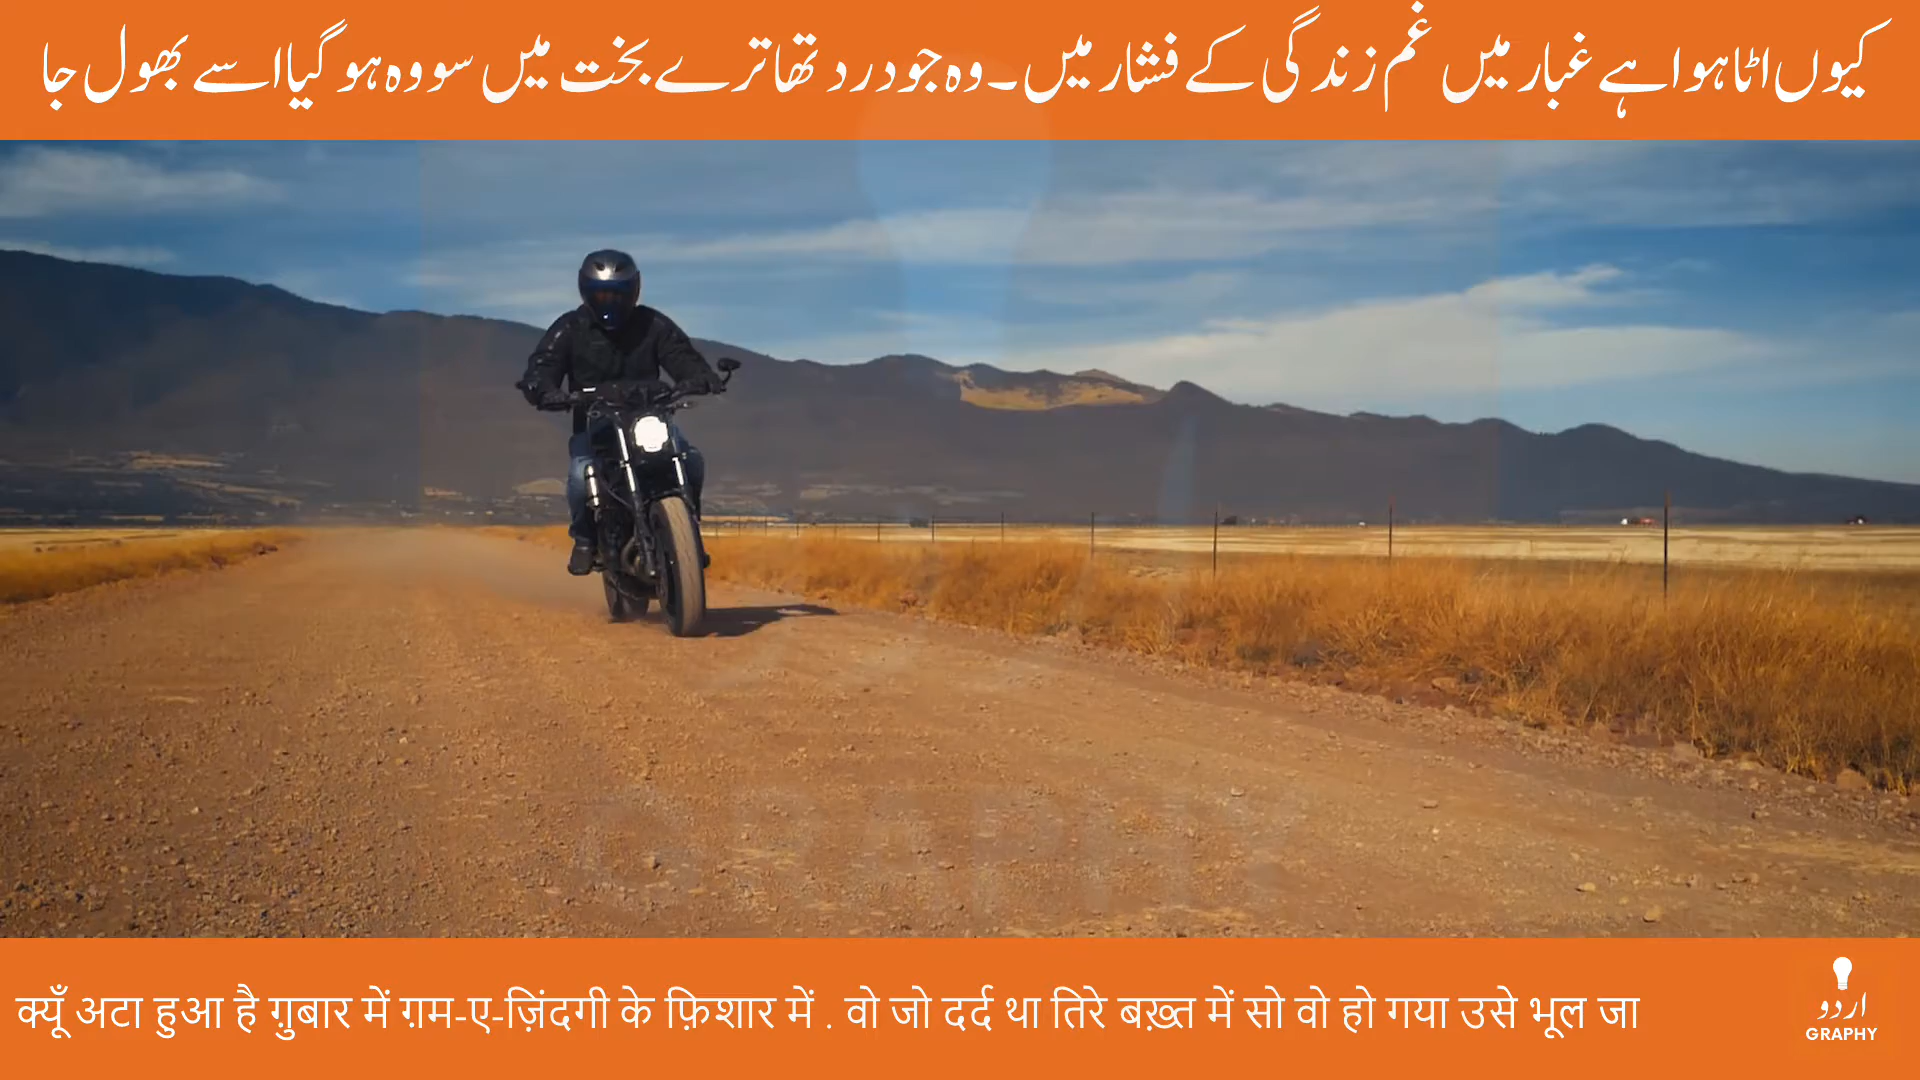 کیوں اٹا ہوا ہے غبار میں غم زندگی کے فشار میں۔ وہ جو درد تھا ترے بخت میں سو وہ ہو گیا اسے بھول جا
GRAPHY
क्यूँ अटा हुआ है ग़ुबार में ग़म-ए-ज़िंदगी के फ़िशार में . वो जो दर्द था तिरे बख़्त में सो वो हो गया उसे भूल जा
اردو
GRAPHY